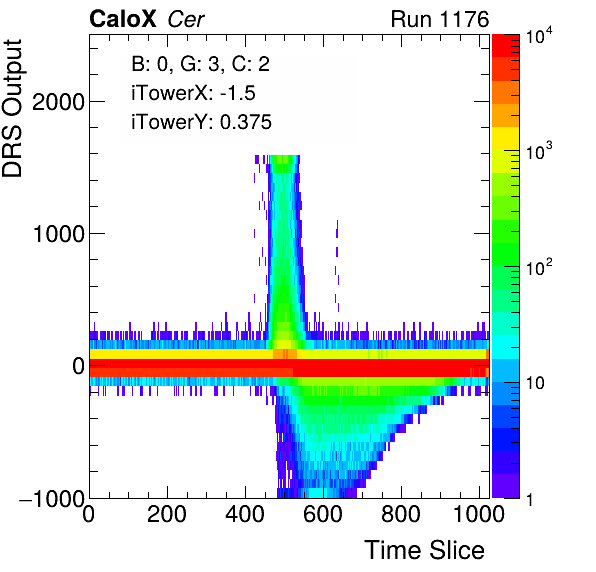 CaloX Cer Run 1176
B: 0, G: 3, C: 2
iTowerX: -1.5
iTowerY: 0.375
DRS Output
2000
1000
0
−1000
0 200 400 600 800 1000
Time Slice
10^4
10^3
10^2
10
1